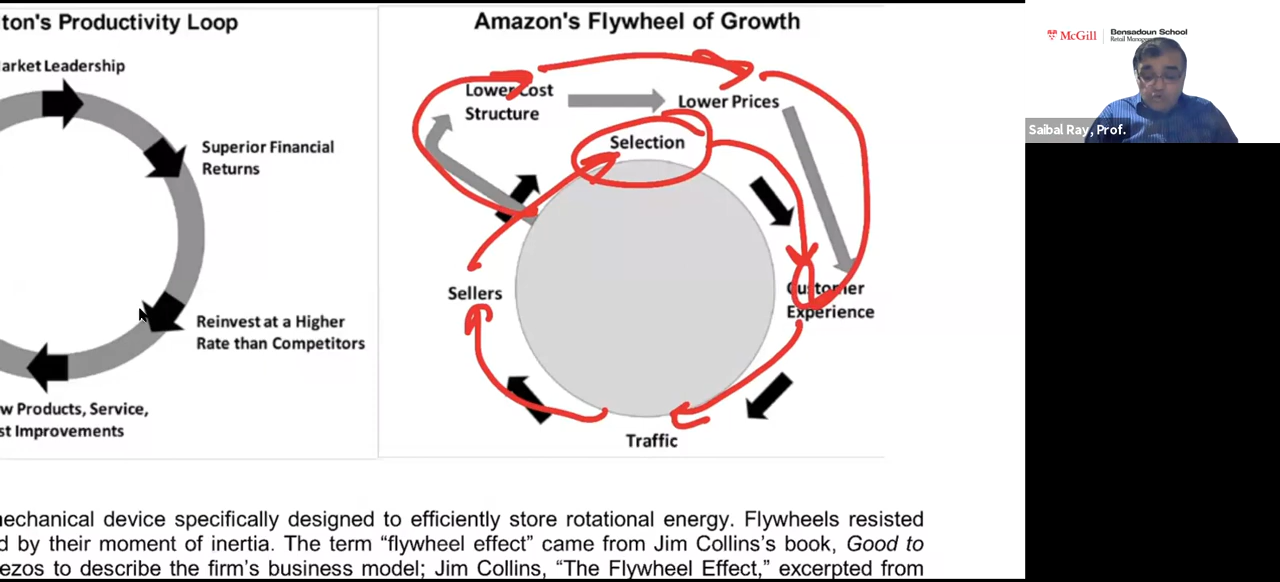 ton's Productivity Loop
Market Leadership
Superior Financial
Returns
Reinvest at a Higher
Rate than Competitors
w Products, Service,
st Improvements
Amazon's Flywheel of Growth
Lower Cost
Structure
Lower Prices
Selection
Customer
Experience
Sellers
Traffic
mechanical device specifically designed to efficiently store rotational energy. Flywheels resisted
d by their moment of inertia. The term “flywheel effect” came from Jim Collins’s book, Good to
ezos to describe the firm’s business model; Jim Collins, “The Flywheel Effect,” excerpted from
McGill
Bensadoun School
Saibal Ray, Prof.